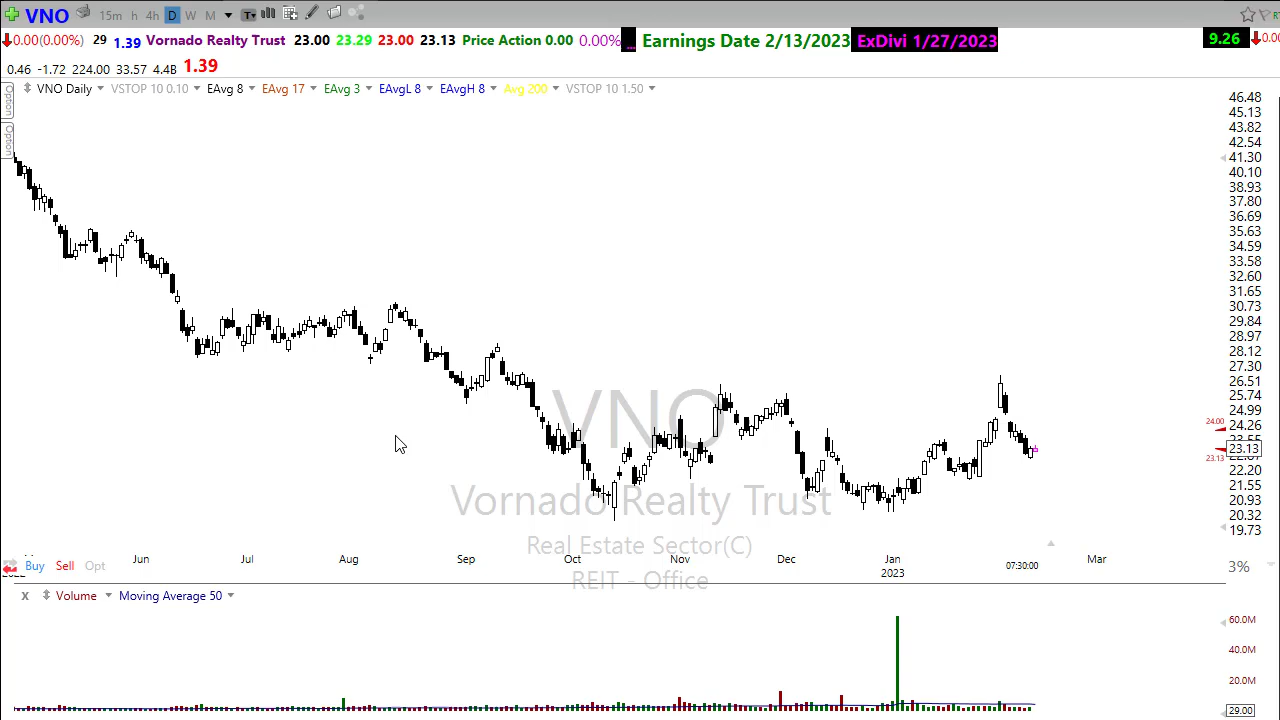 VNO 15m h 4h D W M T
0.00(0.00%) 29 1.39 Vornado Realty Trust 23.00 23.29 23.00 23.13 Price Action 0.00 0.00% ... Earnings Date 2/13/2023 ExDivi 1/27/2023 9.26
0.46 -1.72 224.00 33.57 4.4B 1.39
Option
Option
VNO Daily VSTOP 10 0.10 EAvg 8 EAvg 17 EAvg 3 EAvgL 8 EAvgH 8 Avg 200 VSTOP 10 1.50
46.48
45.13
43.82
42.54
41.30
40.10
38.93
37.80
36.69
35.63
34.59
33.58
32.60
31.65
30.73
29.84
28.97
28.12
27.30
26.51
25.74
24.99
24.00
24.26
23.13
23.13
22.20
21.55
20.93
20.32
19.73
VNO
Vornado Realty Trust
Real Estate Sector(C)
REIT - Office
Jun Jul Aug Sep Oct Nov Dec Jan Mar
2023 07:30:00
Buy Sell Opt 3%
X Volume Moving Average 50
60.0M
40.0M
20.0M
29.00